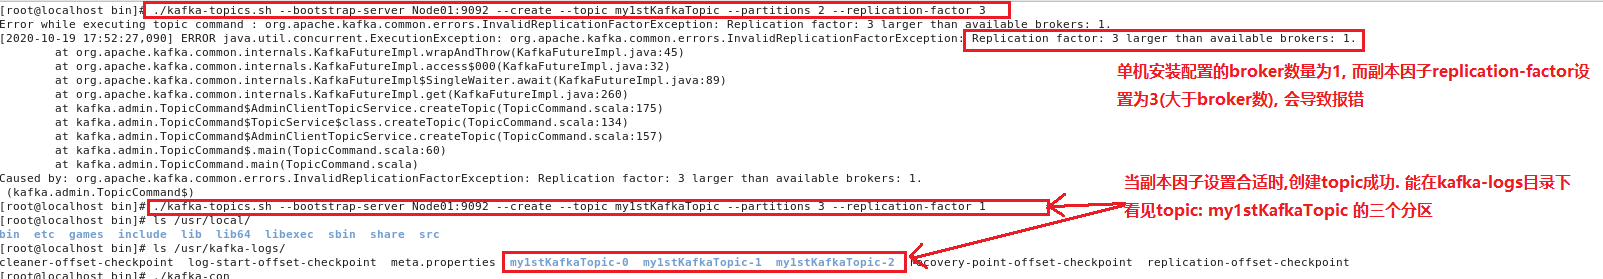 [root@localhost bin]# ./kafka-topics.sh --bootstrap-server Node01:9092 --create --topic my1stKafkaTopic --partitions 2 --replication-factor 3
Error while executing topic command : org.apache.kafka.common.errors.InvalidReplicationFactorException: Replication factor: 3 larger than available brokers: 1.
[2020-10-19 17:52:27,090] ERROR java.util.concurrent.ExecutionException: org.apache.kafka.common.errors.InvalidReplicationFactorException: Replication factor: 3 larger than available brokers: 1.
at org.apache.kafka.common.internals.KafkaFutureImpl.wrapAndThrow(KafkaFutureImpl.java:45)
at org.apache.kafka.common.internals.KafkaFutureImpl.access$000(KafkaFutureImpl.java:32)
at org.apache.kafka.common.internals.KafkaFutureImpl$SingleWaiter.await(KafkaFutureImpl.java:89)
at org.apache.kafka.common.internals.KafkaFutureImpl.get(KafkaFutureImpl.java:260)
at kafka.admin.TopicCommand$AdminClientTopicService.createTopic(TopicCommand.scala:175)
at kafka.admin.TopicCommand$TopicService$class.createTopic(TopicCommand.scala:134)
at kafka.admin.TopicCommand$AdminClientTopicService.createTopic(TopicCommand.scala:157)
at kafka.admin.TopicCommand$.main(TopicCommand.scala:60)
at kafka.admin.TopicCommand.main(TopicCommand.scala)
Caused by: org.apache.kafka.common.errors.InvalidReplicationFactorException: Replication factor: 3 larger than available brokers: 1.
(kafka.admin.TopicCommand$)
[root@localhost bin]# ./kafka-topics.sh --bootstrap-server Node01:9092 --create --topic my1stKafkaTopic --partitions 3 --replication-factor 1
[root@localhost bin]# ls /usr/local/
bin etc games include lib lib64 libexec sbin share src
[root@localhost bin]# ls /usr/kafka-logs/
cleaner-offset-checkpoint log-start-offset-checkpoint meta.properties my1stKafkaTopic-0 my1stKafkaTopic-1 my1stKafkaTopic-2 recovery-point-offset-checkpoint replication-offset-checkpoint
[root@localhost bin]# ./kafka-con
单机安装配置的broker数量为1, 而副本因子replication-factor设
置为3(大于broker数), 会导致报错
当副本因子设置合适时,创建topic成功. 能在kafka-logs目录下
看见topic: my1stKafkaTopic 的三个分区